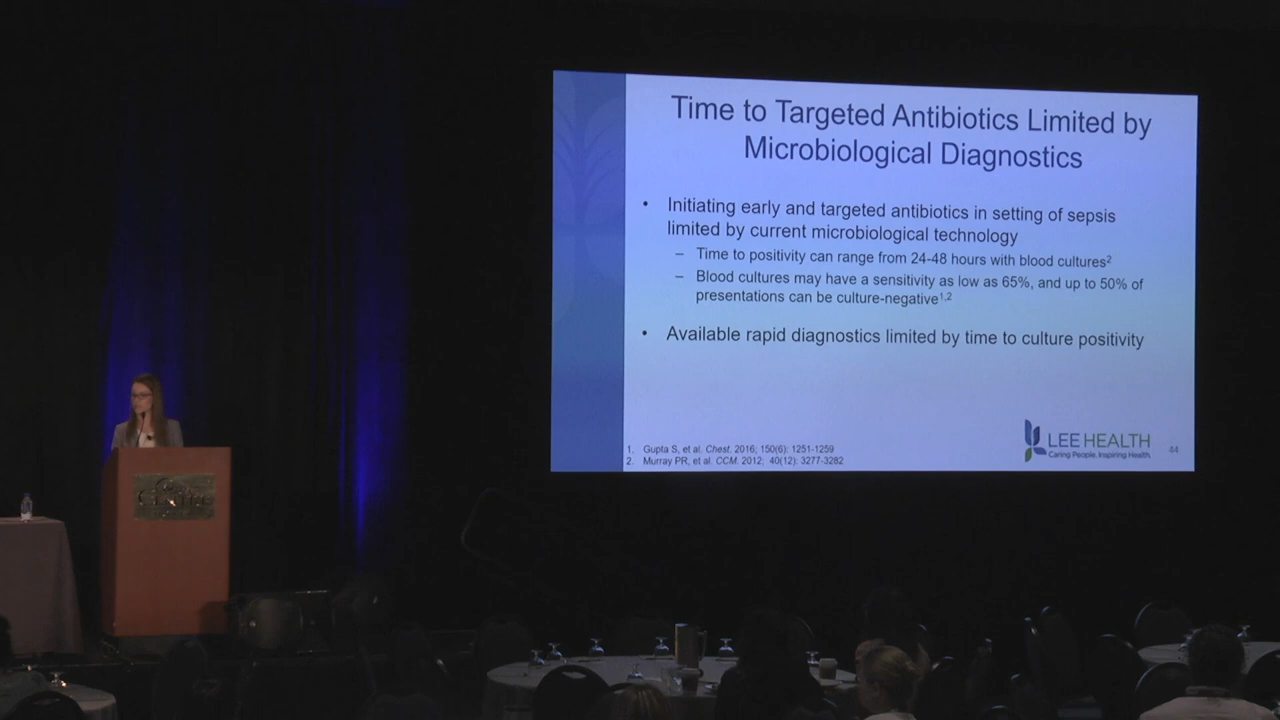 Time to Targeted Antibiotics Limited by
Microbiological Diagnostics
• Initiating early and targeted antibiotics in setting of sepsis
limited by current microbiological technology
– Time to positivity can range from 24-48 hours with blood cultures2
– Blood cultures may have a sensitivity as low as 65%, and up to 50% of
presentations can be culture-negative1,2
• Available rapid diagnostics limited by time to culture positivity
1. Gupta S, et al. Chest. 2016; 150(6): 1251-1259
2. Murray PR, et al. CCM. 2012; 40(12): 3277-3282
LEE HEALTH
Caring People. Inspiring Health.
44